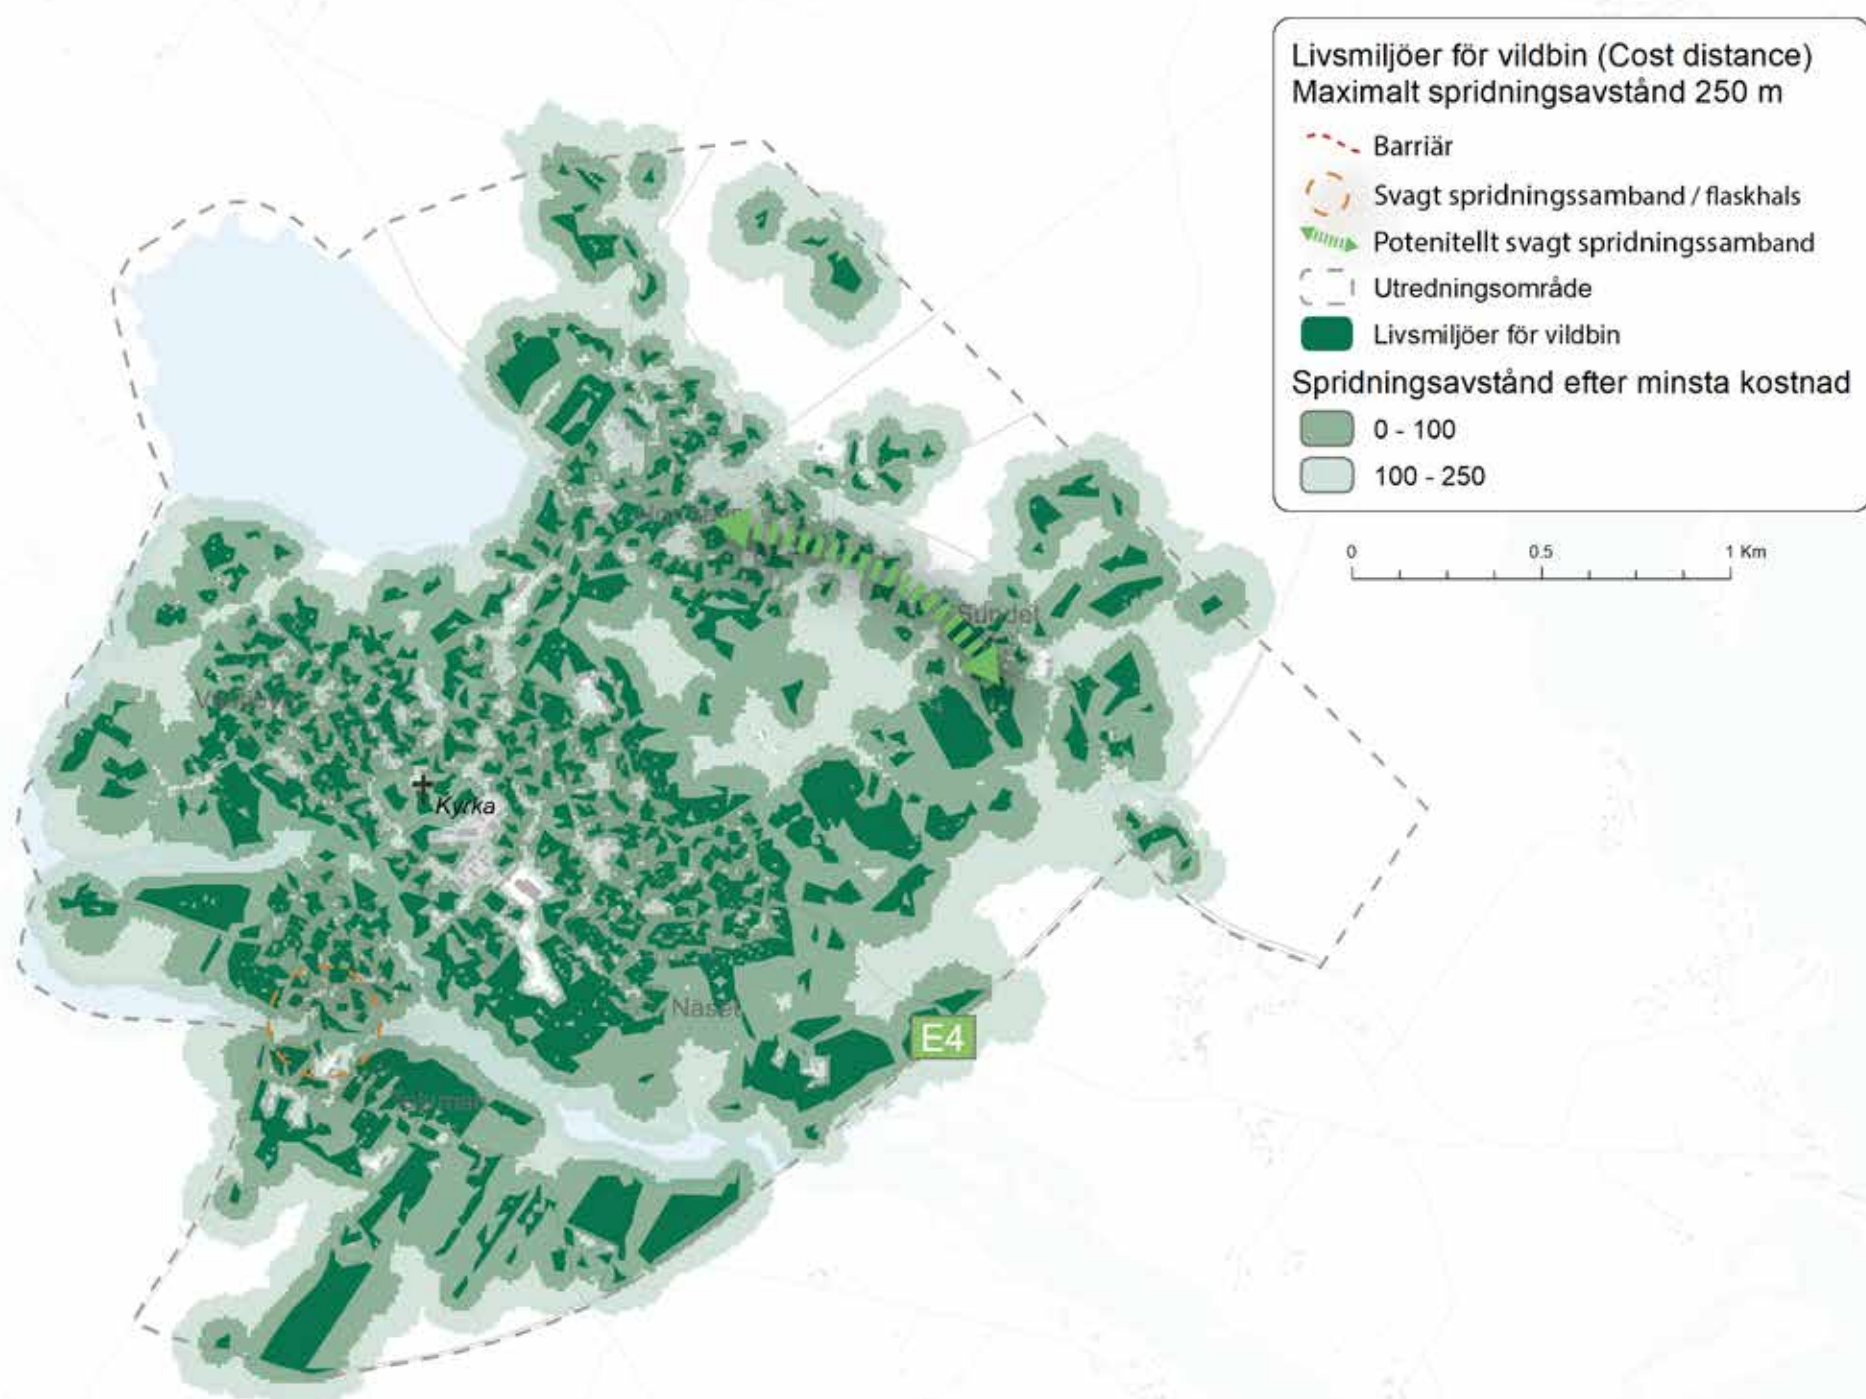 Livsmiljöer för vildbin (Cost distance)
Maximalt spridningsavstånd 250 m
Barriär
Svagt spridningssamband / flaskhals
Potenitellt svagt spridningssamband
Utredningsområde
Livsmiljöer för vildbin
Spridningsavstånd efter minsta kostnad
0 - 100
100 - 250
0 0.5 1 Km
Sundet
Kyrka
Näset
E4